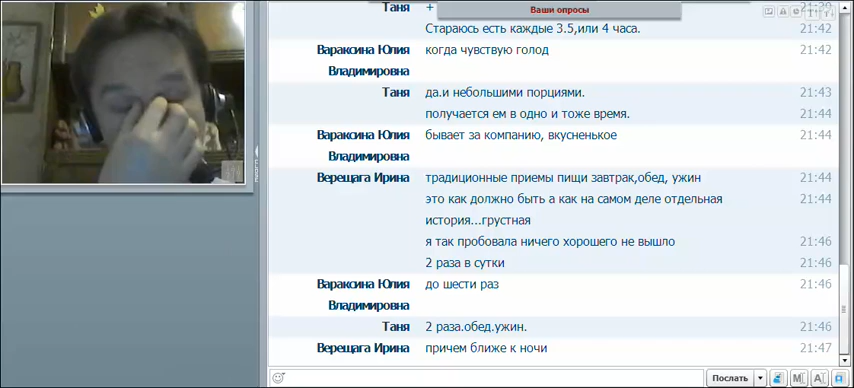 Ваши опросы
Таня +
Стараюсь есть каждые 3.5,или 4 часа. 21:42
Вараксина Юлия Владимировна когда чувствую голод 21:42
Таня да.и небольшими порциями. 21:43
получается ем в одно и тоже время. 21:44
Вараксина Юлия Владимировна бывает за компанию, вкусненькое 21:44
Верещага Ирина традиционные приемы пищи завтрак,обед, ужин 21:44
это как должно быть а как на самом деле отдельная 21:44
история...грустная
я так пробовала ничего хорошего не вышло 21:46
2 раза в сутки 21:46
Вараксина Юлия Владимировна до шести раз 21:46
Таня 2 раза.обед.ужин. 21:46
Верещага Ирина причем ближе к ночи 21:47
Послать